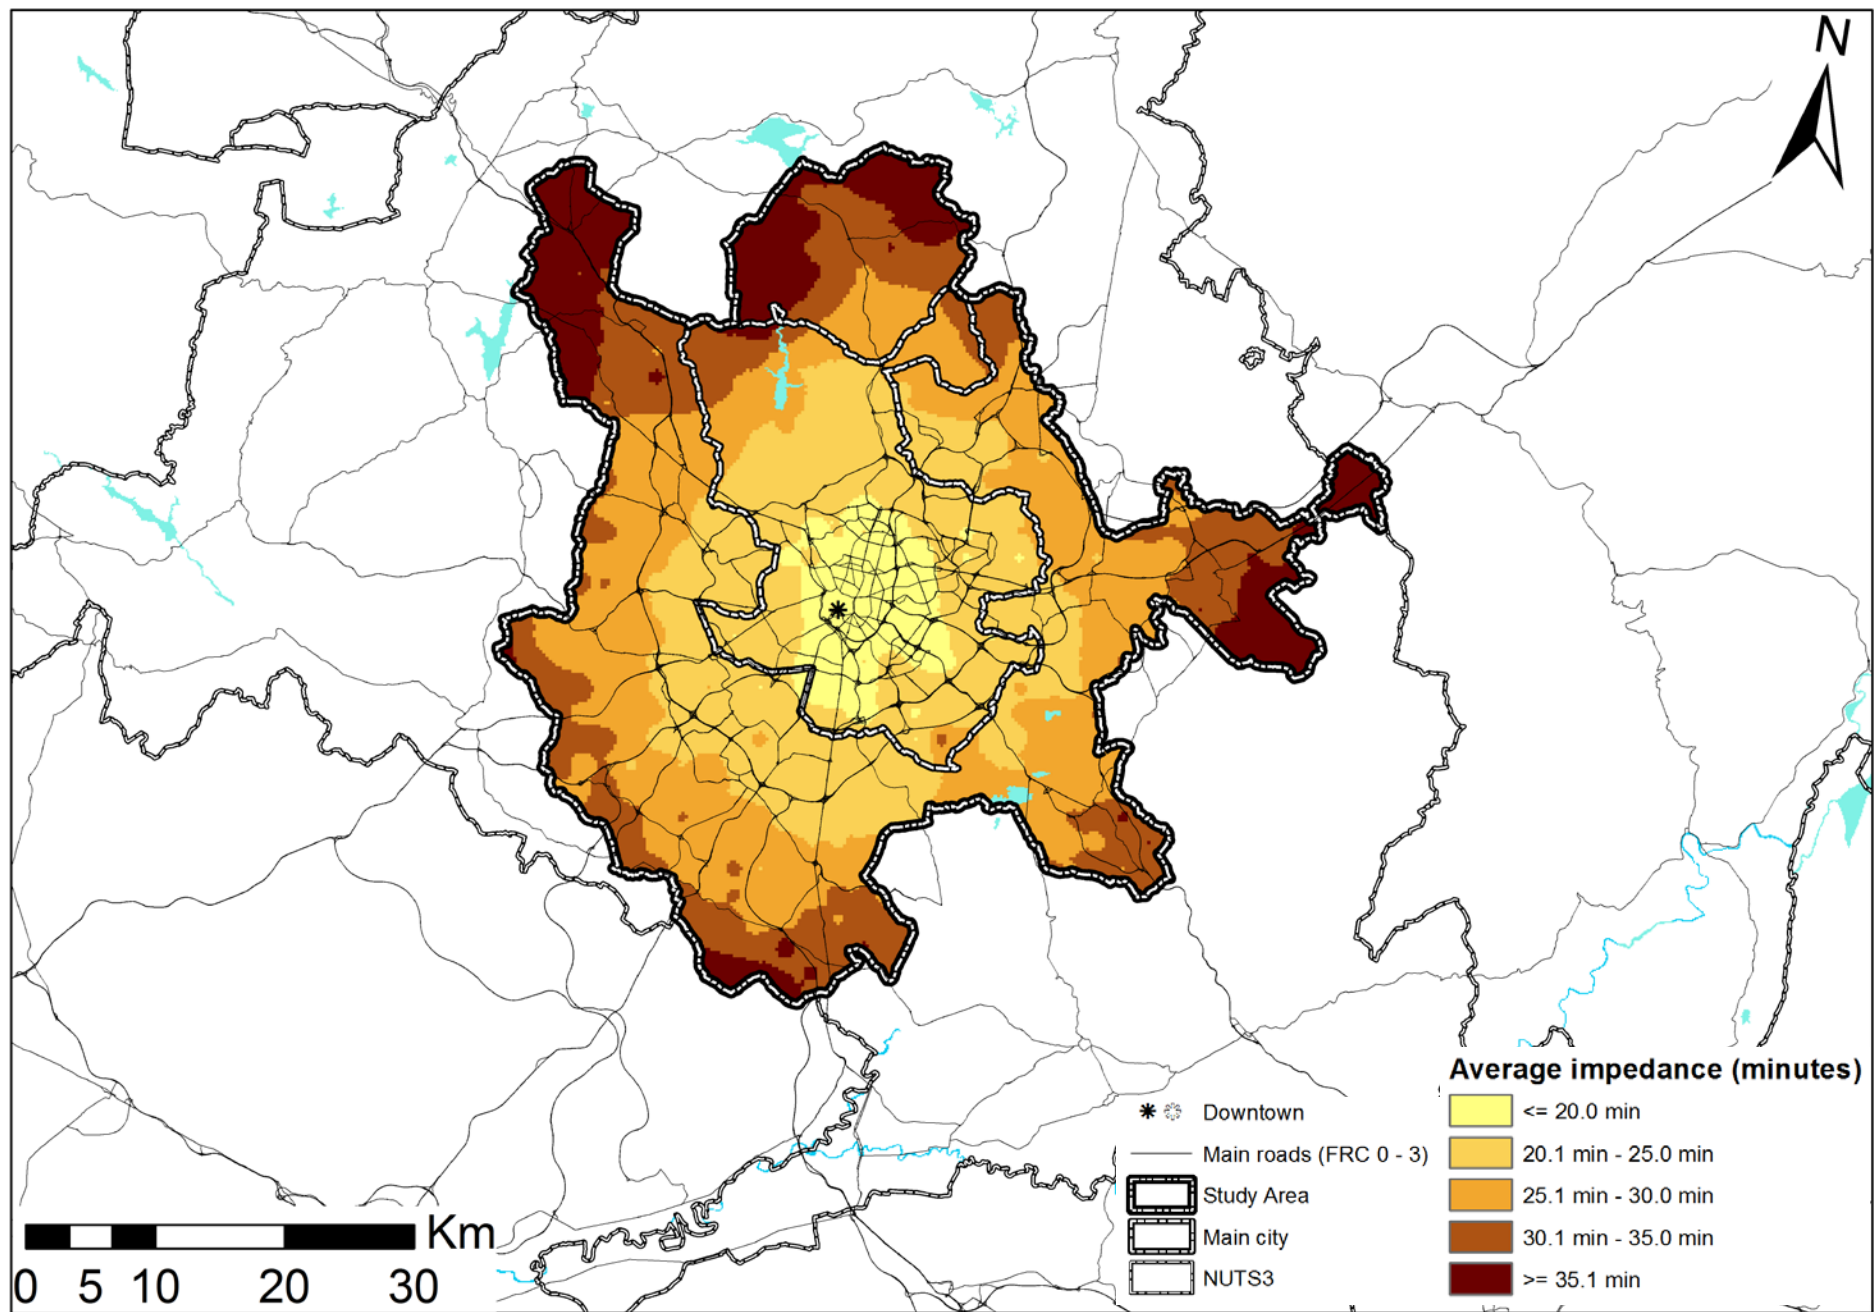 N
Average impedance (minutes)
Downtown
<= 20.0 min
Main roads (FRC 0 - 3)
20.1 min - 25.0 min
Study Area
25.1 min - 30.0 min
Main city
30.1 min - 35.0 min
NUTS3
>= 35.1 min
Km
0 5 10 20 30